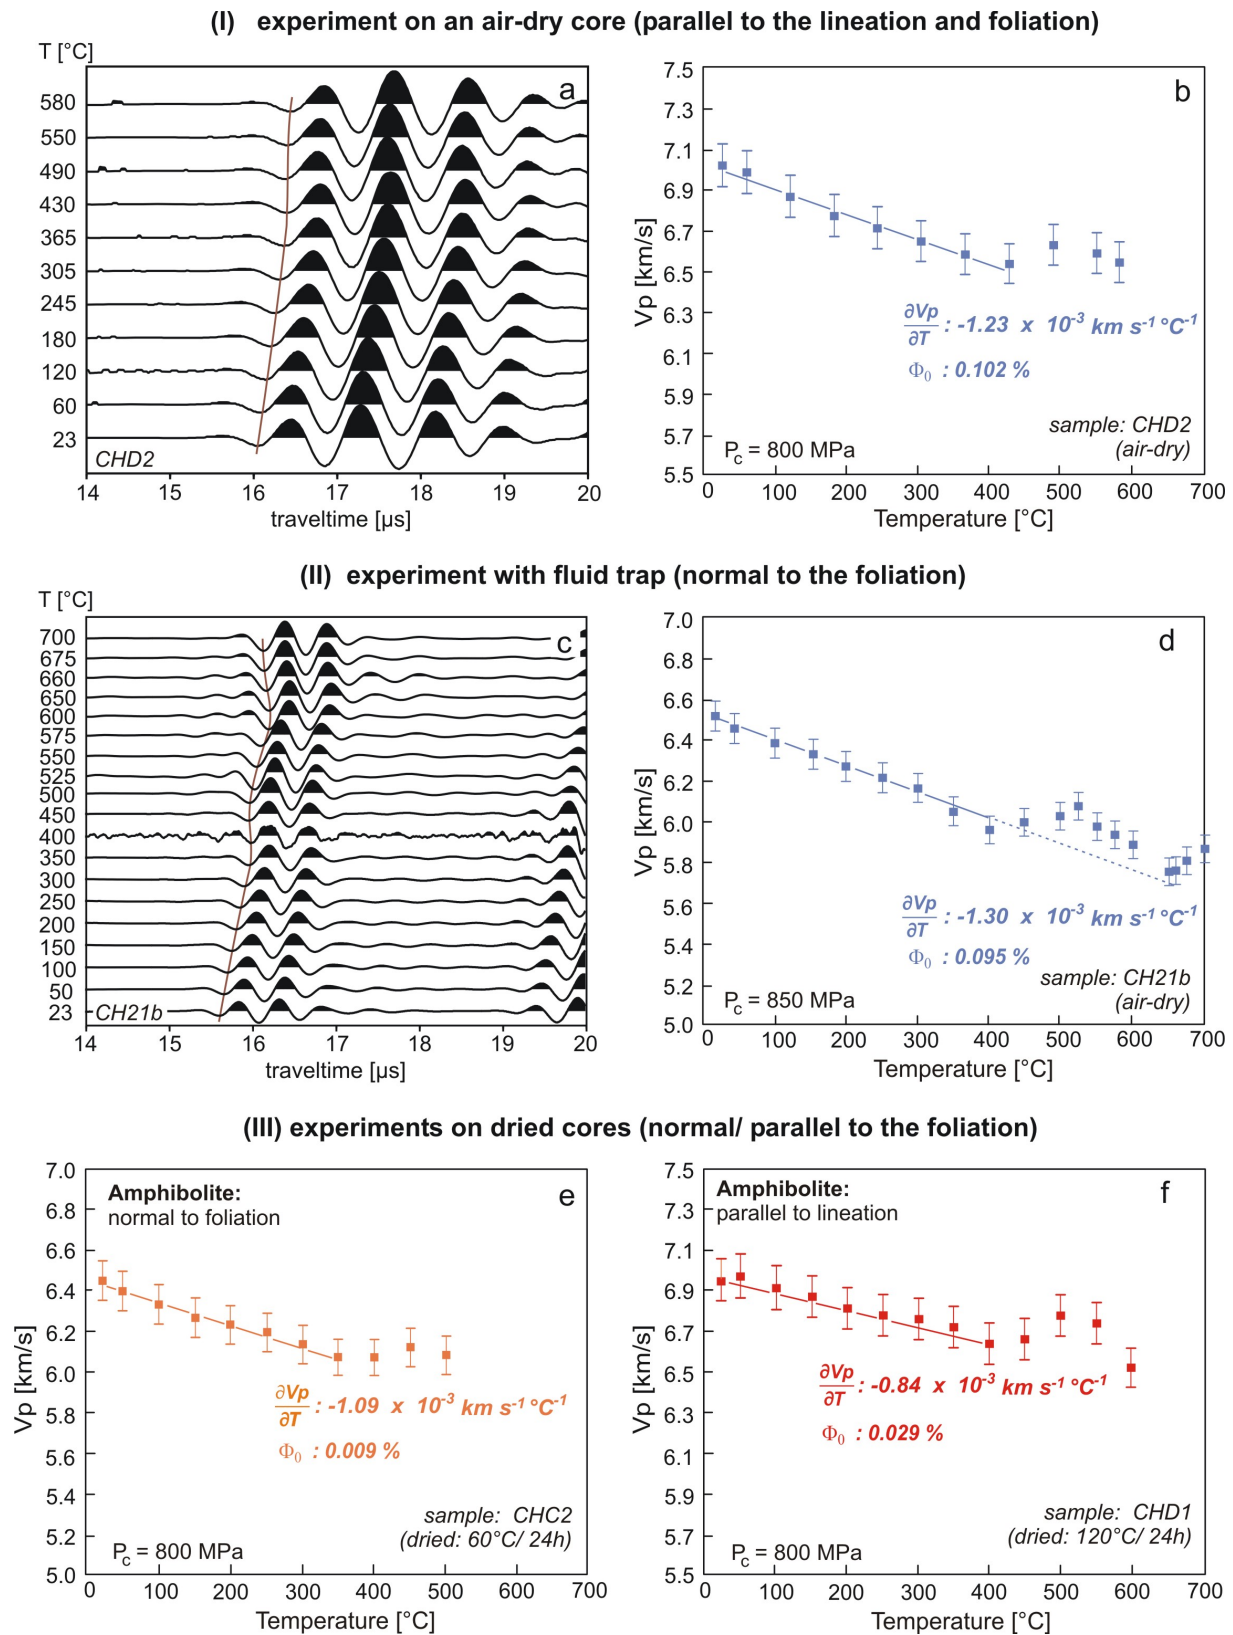 (I) experiment on an air-dry core (parallel to the lineation and foliation)
T [°C]
a
580
550
490
430
365
305
245
180
120
60
23
CHD2
14 15 16 17 18 19 20
traveltime [µs]
b
7.5
7.3
7.1
6.9
6.7
6.5
6.3
6.1
5.9
5.7
5.5
Vp [km/s]
∂Vp/∂T : -1.23 x 10⁻³ km s⁻¹ °C⁻¹
Φ₀ : 0.102 %
sample: CHD2
(air-dry)
Pc = 800 MPa
0 100 200 300 400 500 600 700
Temperature [°C]
(II) experiment with fluid trap (normal to the foliation)
T [°C]
c
700
675
660
650
600
575
550
525
500
450
400
350
300
250
200
150
100
50
23
CH21b
14 15 16 17 18 19 20
traveltime [µs]
d
7.0
6.8
6.6
6.4
6.2
6.0
5.8
5.6
5.4
5.2
5.0
Vp [km/s]
∂Vp/∂T : -1.30 x 10⁻³ km s⁻¹ °C⁻¹
Φ₀ : 0.095 %
sample: CH21b
(air-dry)
Pc = 850 MPa
0 100 200 300 400 500 600 700
Temperature [°C]
(III) experiments on dried cores (normal/ parallel to the foliation)
e
Amphibolite:
normal to foliation
7.0
6.8
6.6
6.4
6.2
6.0
5.8
5.6
5.4
5.2
5.0
Vp [km/s]
∂Vp/∂T : -1.09 x 10⁻³ km s⁻¹ °C⁻¹
Φ₀ : 0.009 %
sample: CHC2
(dried: 60°C/ 24h)
Pc = 800 MPa
0 100 200 300 400 500 600 700
Temperature [°C]
f
Amphibolite:
parallel to lineation
7.5
7.3
7.1
6.9
6.7
6.5
6.3
6.1
5.9
5.7
5.5
Vp [km/s]
∂Vp/∂T : -0.84 x 10⁻³ km s⁻¹ °C⁻¹
Φ₀ : 0.029 %
sample: CHD1
(dried: 120°C/ 24h)
Pc = 800 MPa
0 100 200 300 400 500 600 700
Temperature [°C]